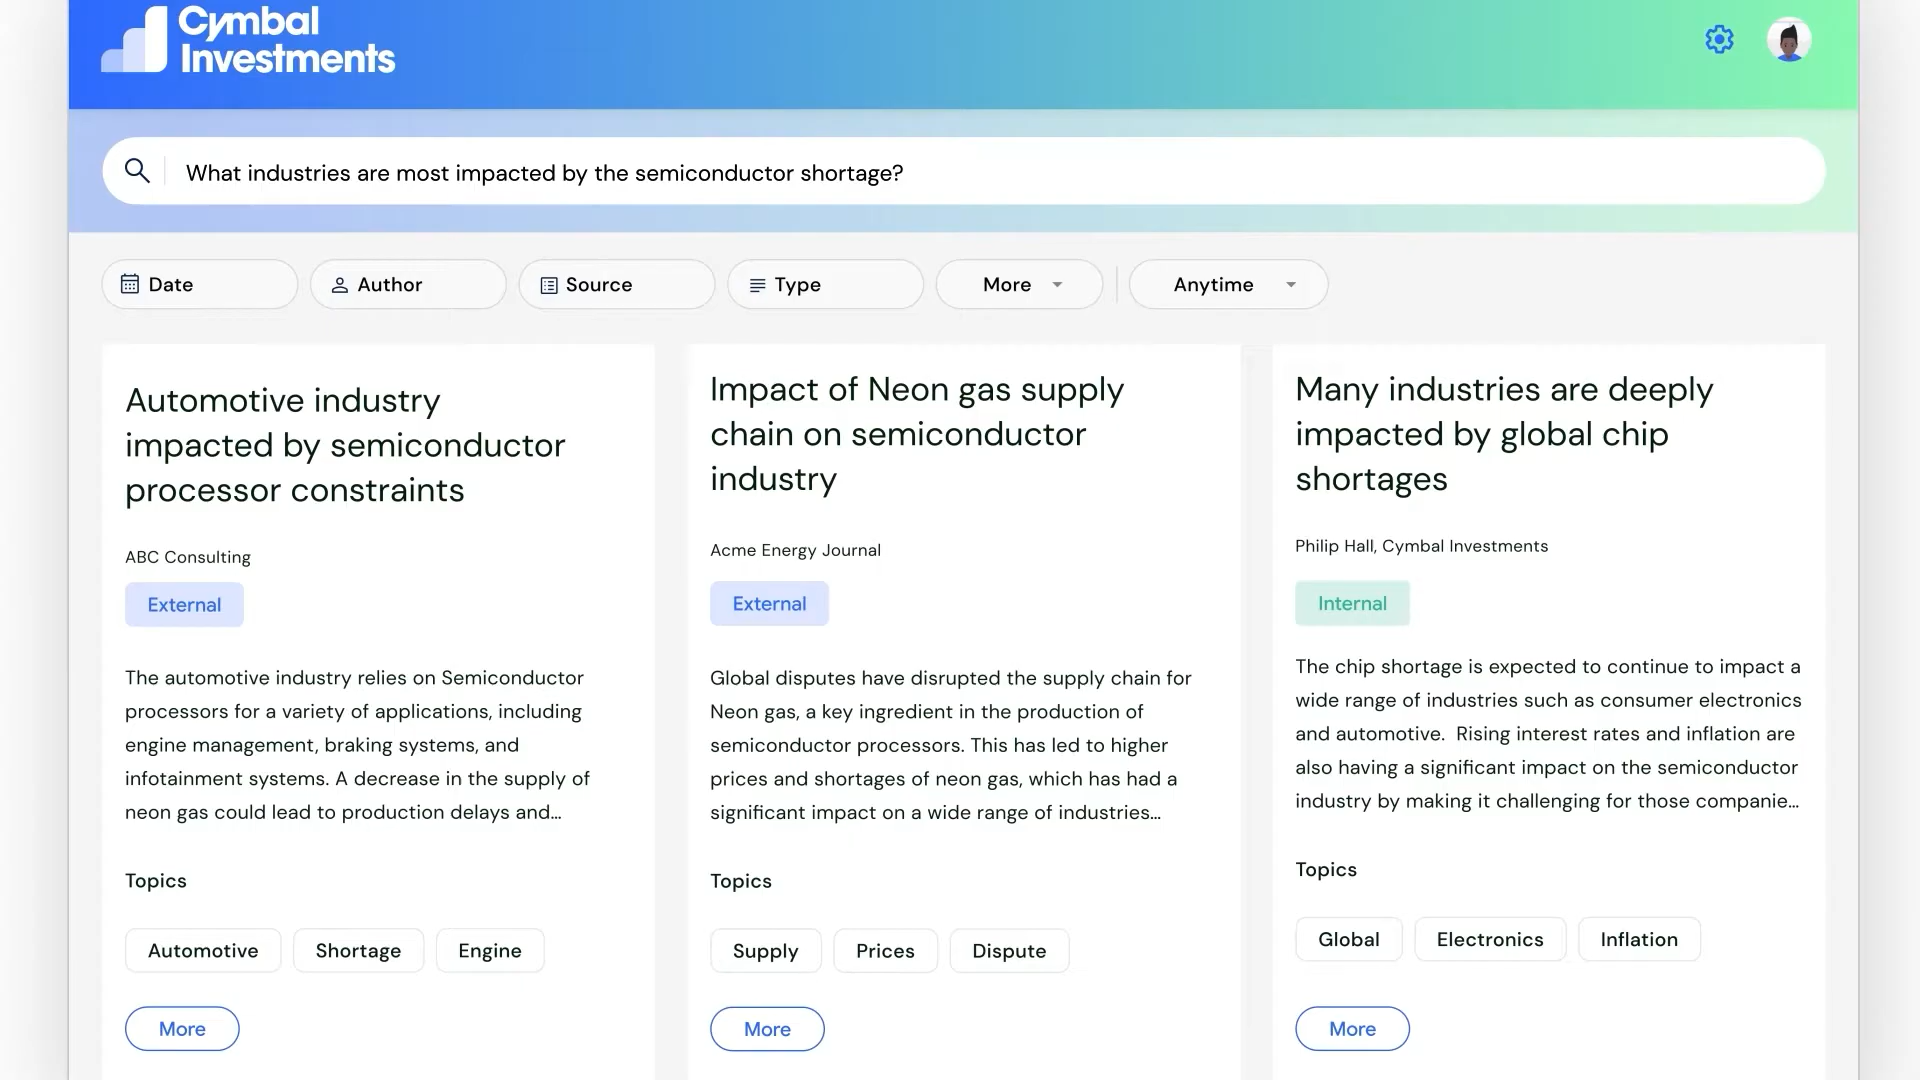 Cymbal
Investments
What industries are most impacted by the semiconductor shortage?
Date
Author
Source
Type
More
Anytime
Automotive industry
impacted by semiconductor
processor constraints
ABC Consulting
External
The automotive industry relies on Semiconductor
processors for a variety of applications, including
engine management, braking systems, and
infotainment systems. A decrease in the supply of
neon gas could lead to production delays and...
Topics
Automotive
Shortage
Engine
More
Impact of Neon gas supply
chain on semiconductor
industry
Acme Energy Journal
External
Global disputes have disrupted the supply chain for
Neon gas, a key ingredient in the production of
semiconductor processors. This has led to higher
prices and shortages of neon gas, which has had a
significant impact on a wide range of industries...
Topics
Supply
Prices
Dispute
More
Many industries are deeply
impacted by global chip
shortages
Philip Hall, Cymbal Investments
Internal
The chip shortage is expected to continue to impact a
wide range of industries such as consumer electronics
and automotive.  Rising interest rates and inflation are
also having a significant impact on the semiconductor
industry by making it challenging for those companie...
Topics
Global
Electronics
Inflation
More